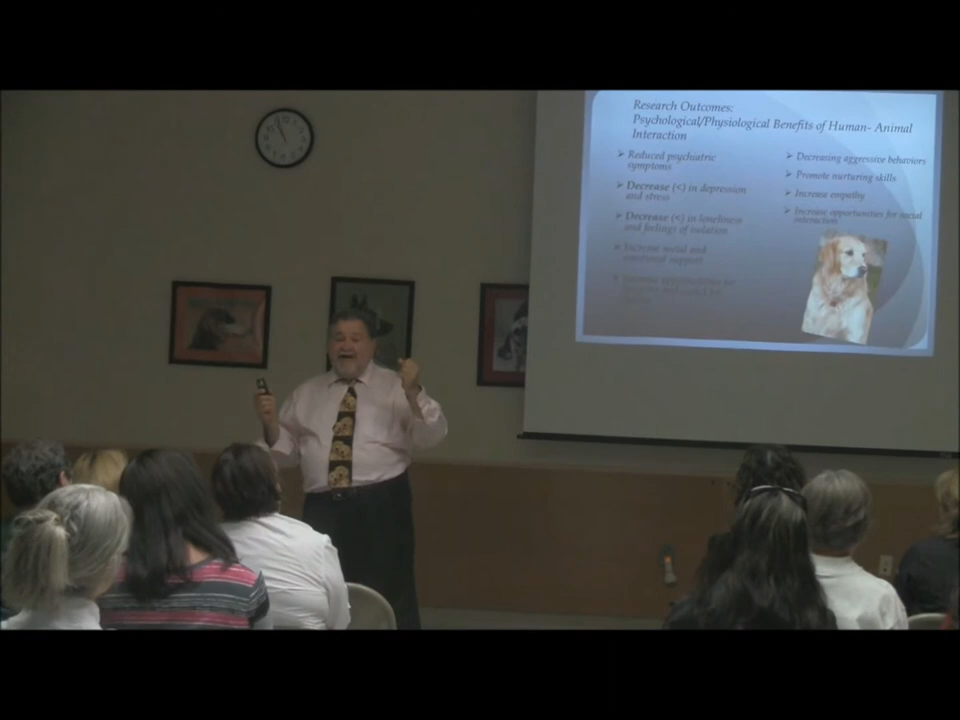 Research Outcomes:
Psychological/Physiological Benefits of Human- Animal
Interaction
➢ Reduced psychiatric
symptoms
➢ Decrease (<) in depression
and stress
➢ Decrease (<) in loneliness
and feelings of isolation
➢ Increase social and
emotional support
➢ Decreasing aggressive behaviors
➢ Promote nurturing skills
➢ Increase empathy
➢ Increase opportunities for social
interaction